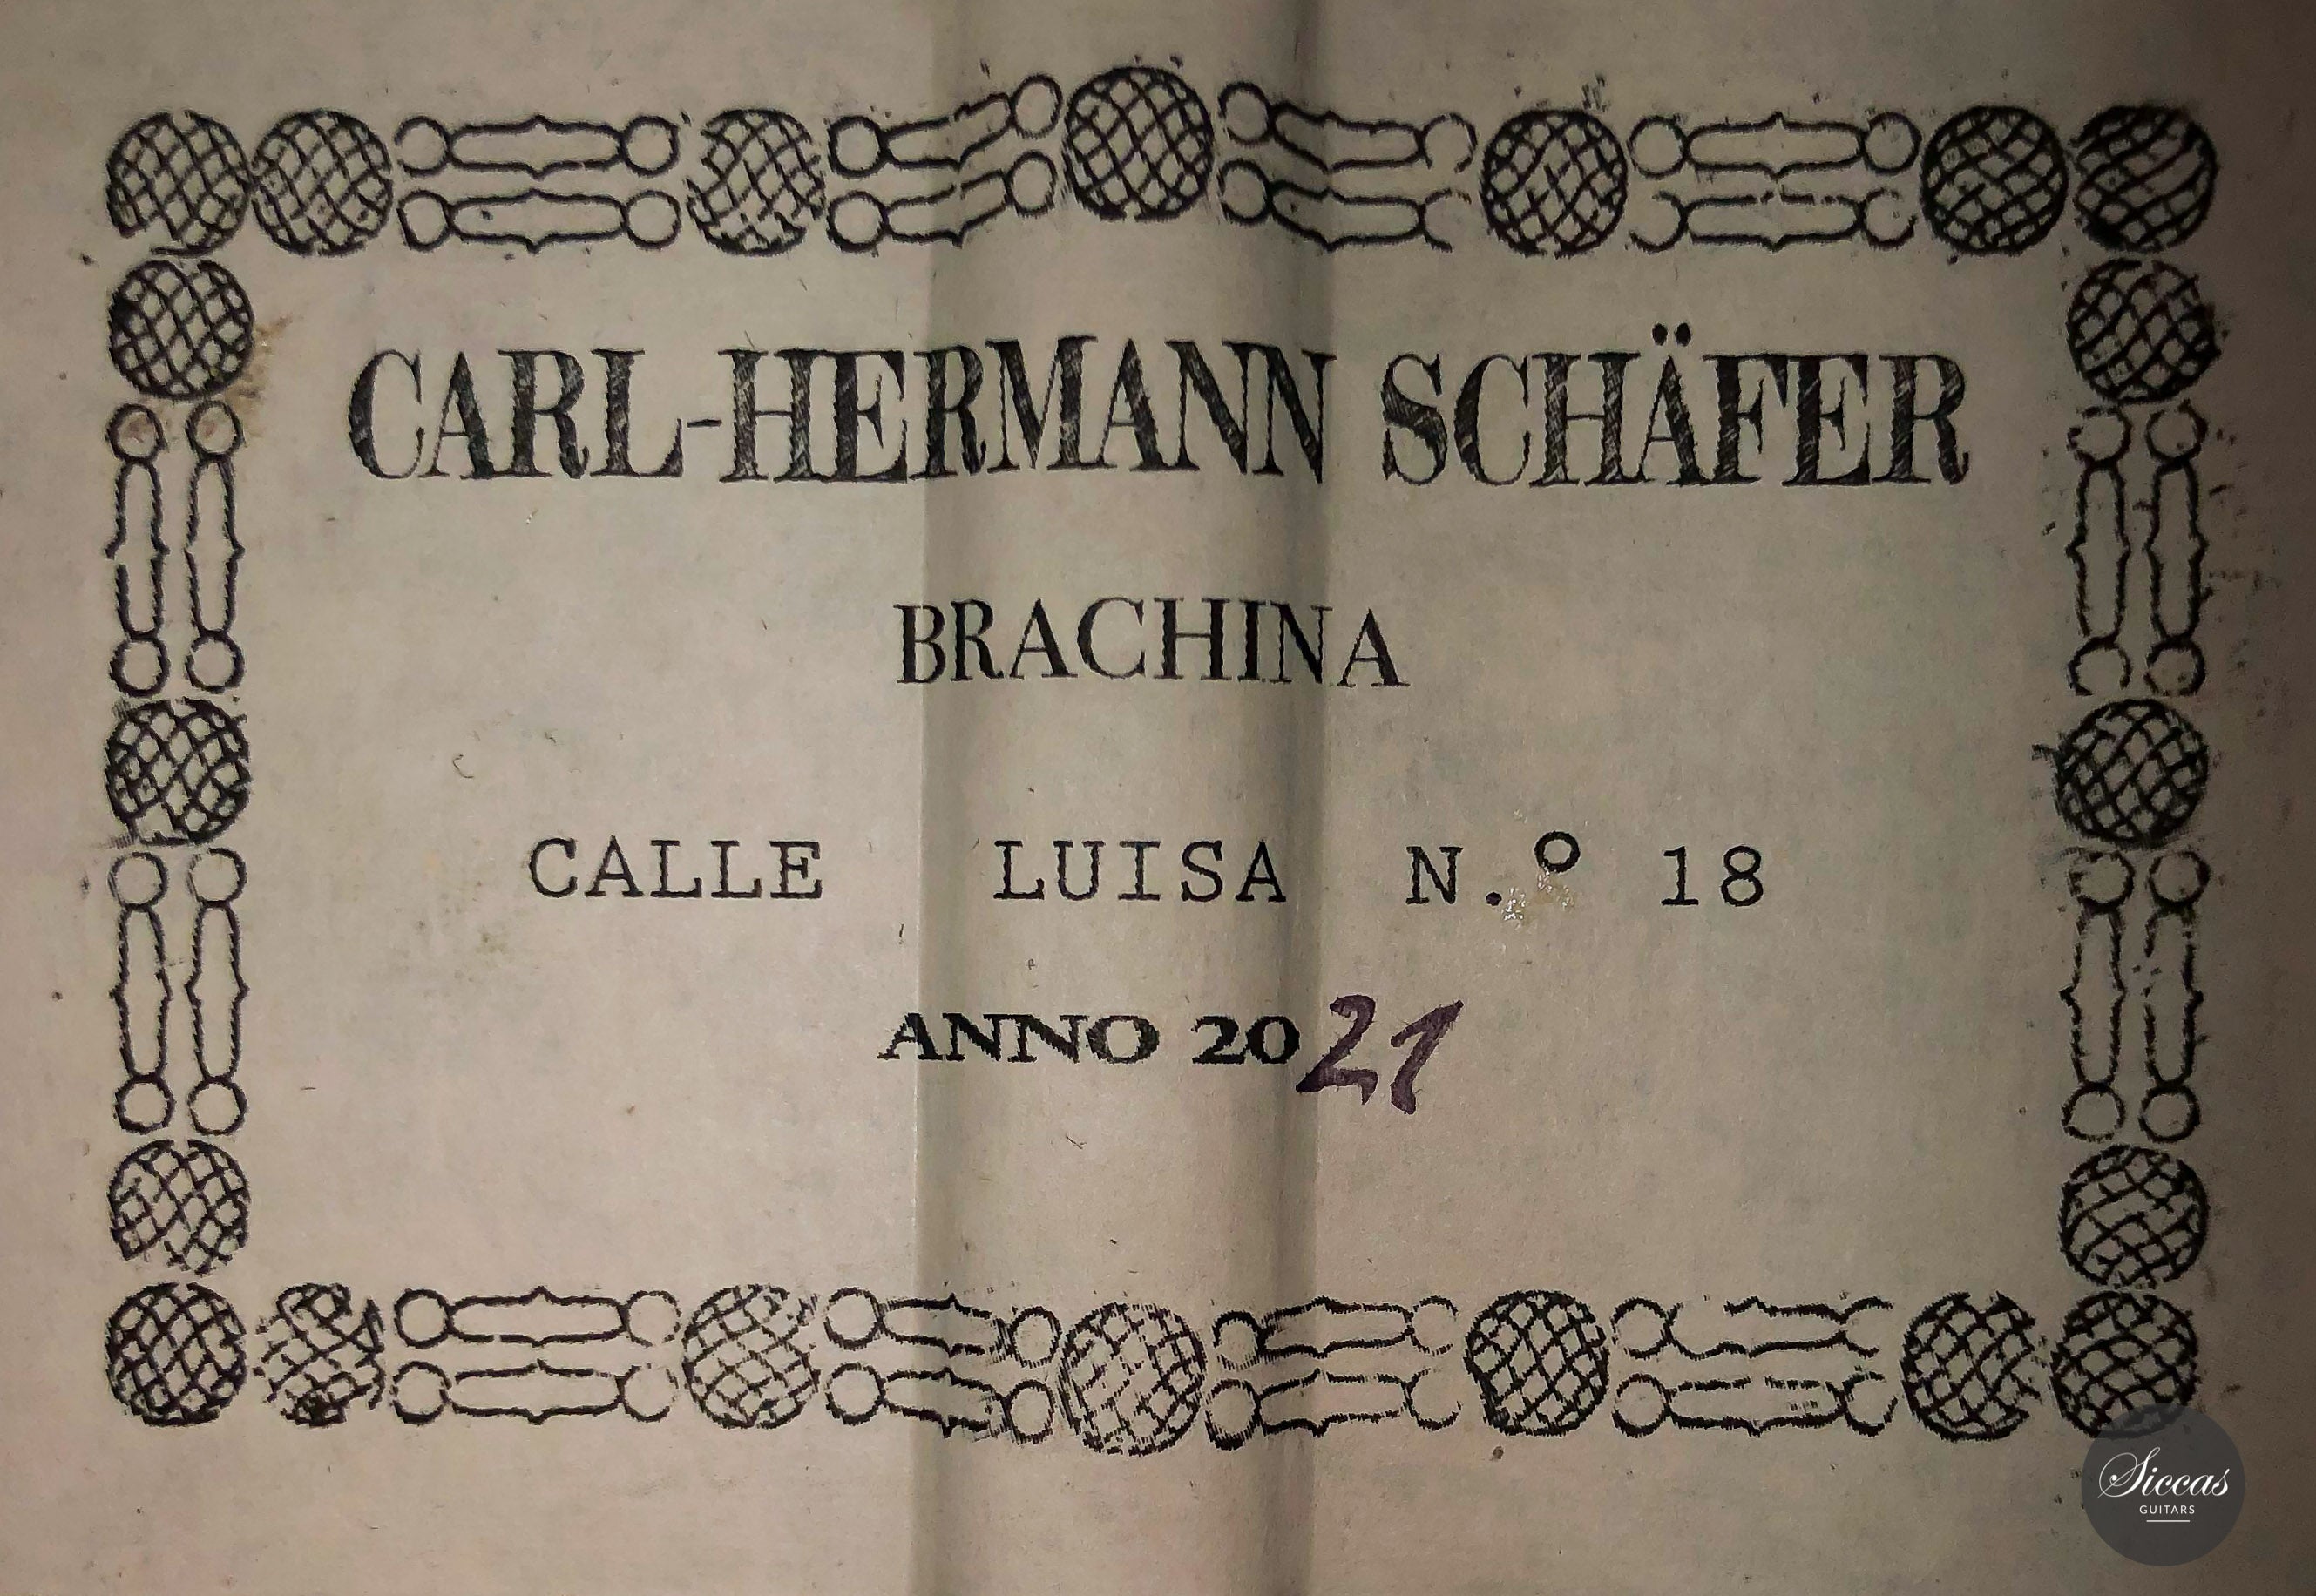 CARL-HERMANN SCHÄFER
BRACHINA
CALLE LUISA N.º 18
ANNO 2021
Siccas
GUITARS